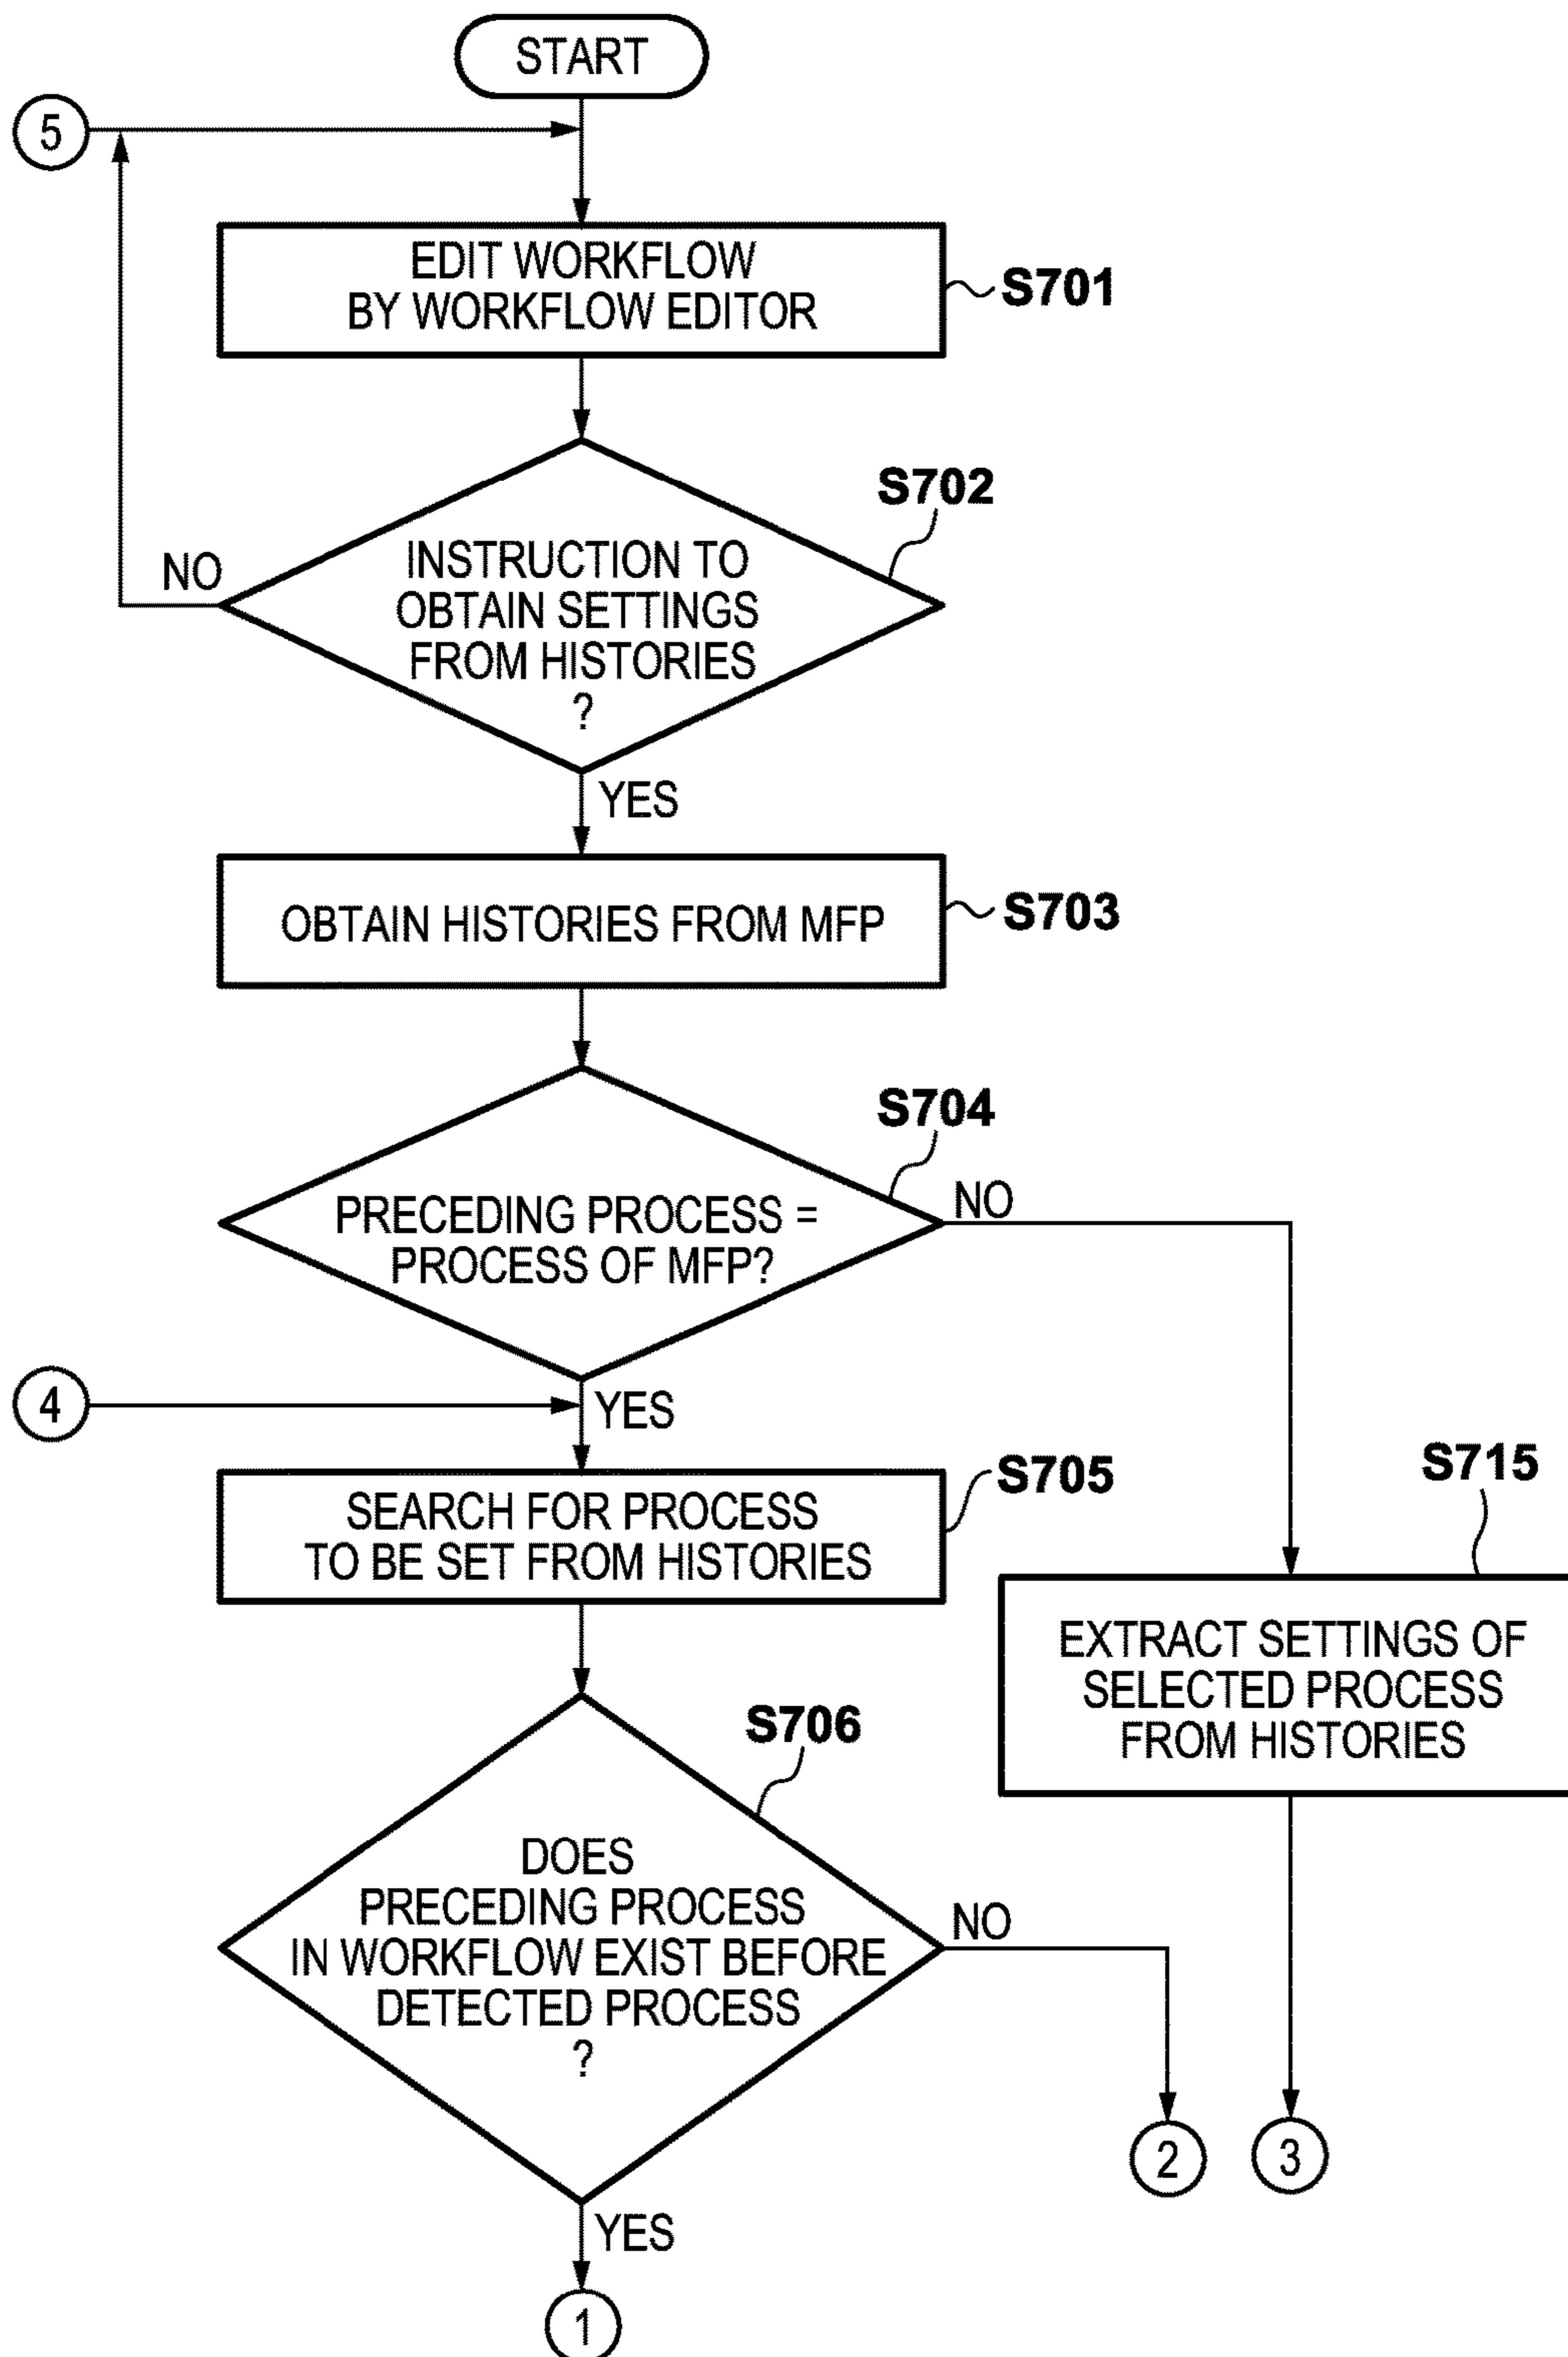 START
5
EDIT WORKFLOW
BY WORKFLOW EDITOR
S701
S702
INSTRUCTION TO
OBTAIN SETTINGS
FROM HISTORIES
?
NO
YES
OBTAIN HISTORIES FROM MFP
S703
S704
PRECEDING PROCESS =
PROCESS OF MFP?
NO
4
YES
SEARCH FOR PROCESS
TO BE SET FROM HISTORIES
S705
S715
EXTRACT SETTINGS OF
SELECTED PROCESS
FROM HISTORIES
S706
DOES
PRECEDING PROCESS
IN WORKFLOW EXIST BEFORE
DETECTED PROCESS
?
NO
2
3
YES
1